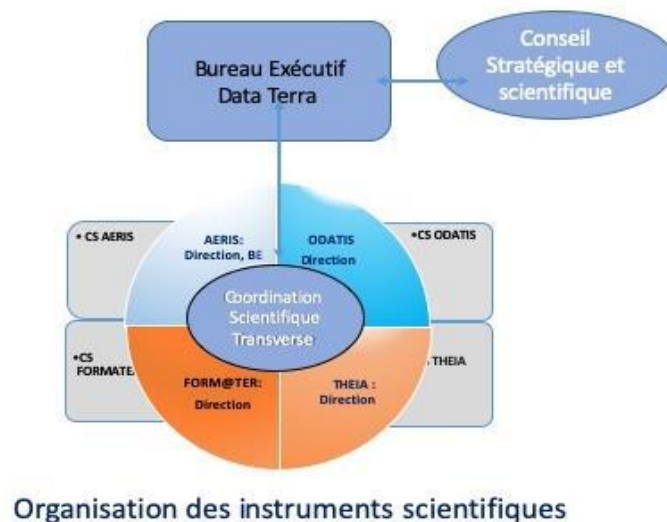 Bureau Exécutif
Data Terra
Conseil
Stratégique et
scientifique
• CS AERIS
AERIS:
Direction, BE
ODATIS
Direction
•CS ODATIS
Coordination
Scientifique
Transverse
•CS
FORM@TER:
Direction
THEIA :
Direction
THEIA
Organisation des instruments scientifiques